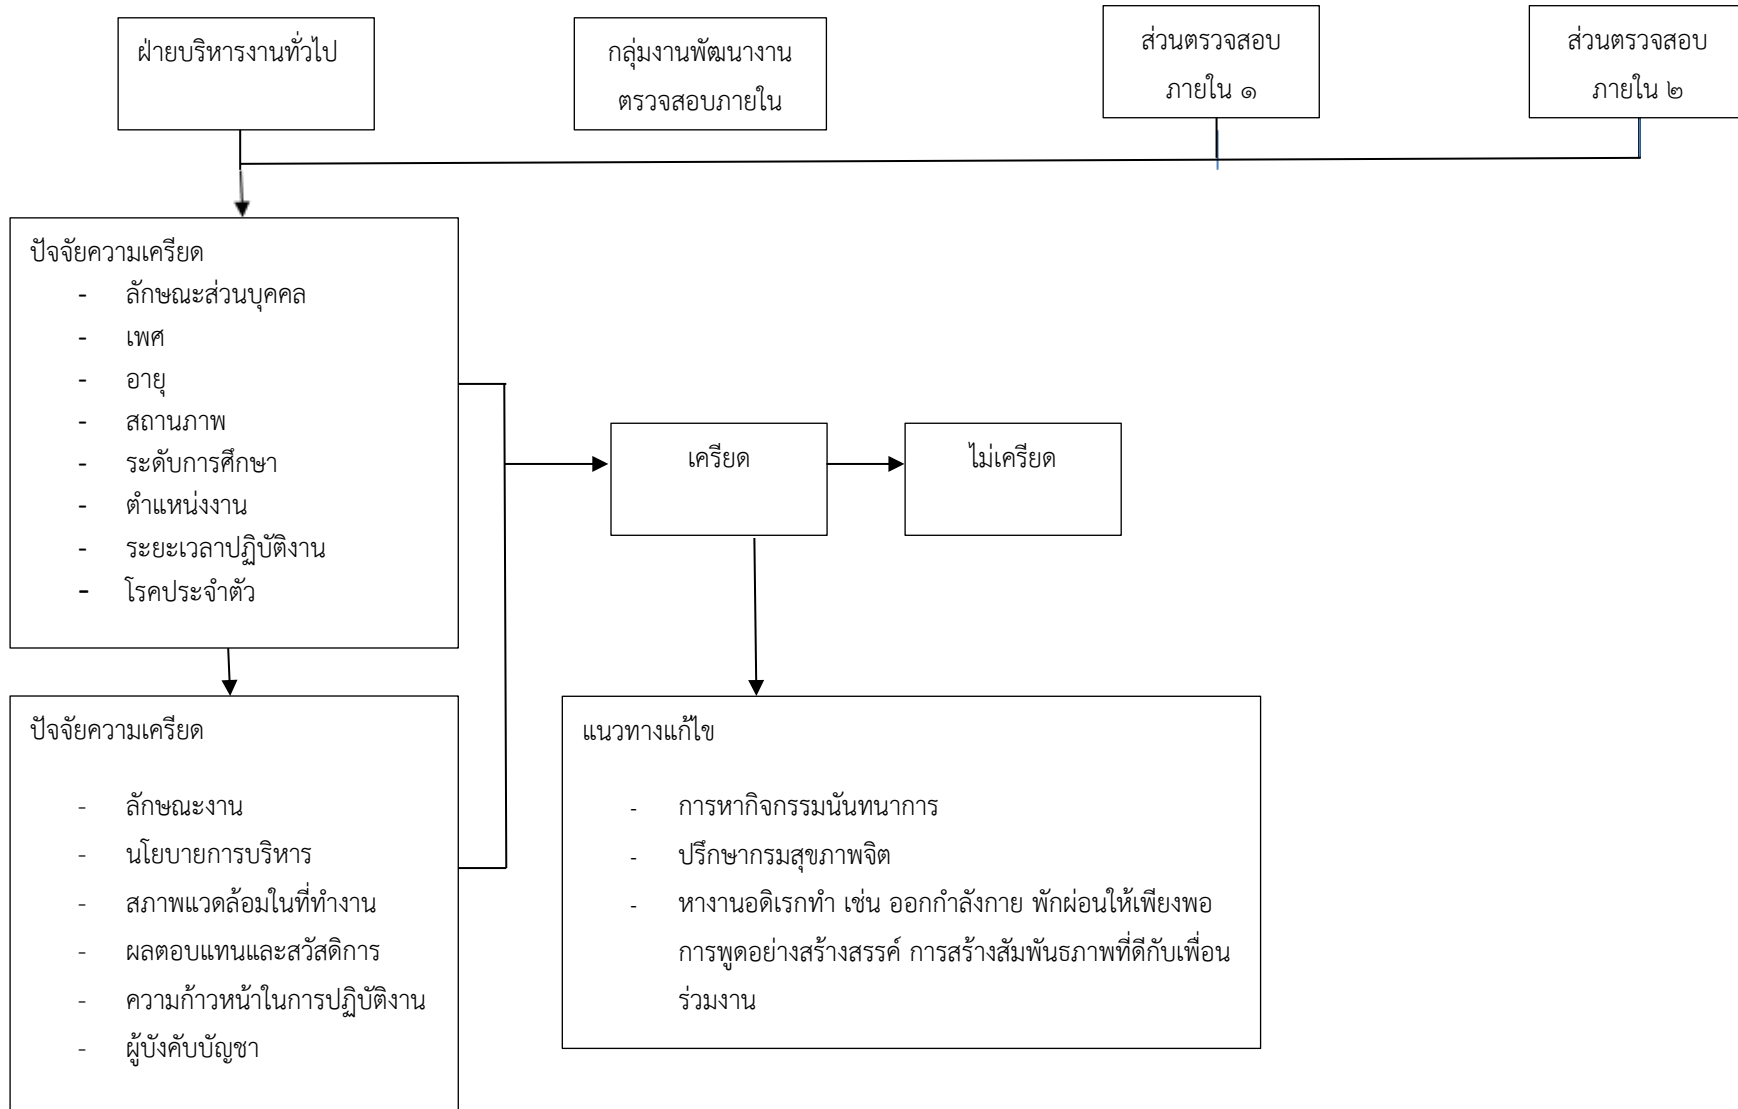 ฝ่ายบริหารงานทั่วไป
กลุ่มงานพัฒนางาน
ตรวจสอบภายใน
ส่วนตรวจสอบ
ภายใน ๑
ส่วนตรวจสอบ
ภายใน ๒
ปัจจัยความเครียด
- ลักษณะส่วนบุคคล
- เพศ
- อายุ
- สถานภาพ
- ระดับการศึกษา
- ตำแหน่งงาน
- ระยะเวลาปฏิบัติงาน
- โรคประจำตัว
เครียด
ไม่เครียด
ปัจจัยความเครียด
- ลักษณะงาน
- นโยบายการบริหาร
- สภาพแวดล้อมในที่ทำงาน
- ผลตอบแทนและสวัสดิการ
- ความก้าวหน้าในการปฏิบัติงาน
- ผู้บังคับบัญชา
แนวทางแก้ไข
- การหากิจกรรมนันทนาการ
- ปรึกษากรมสุขภาพจิต
- หางานอดิเรกทำ เช่น ออกกำลังกาย พักผ่อนให้เพียงพอ
การพูดอย่างสร้างสรรค์ การสร้างสัมพันธภาพที่ดีกับเพื่อน
ร่วมงาน